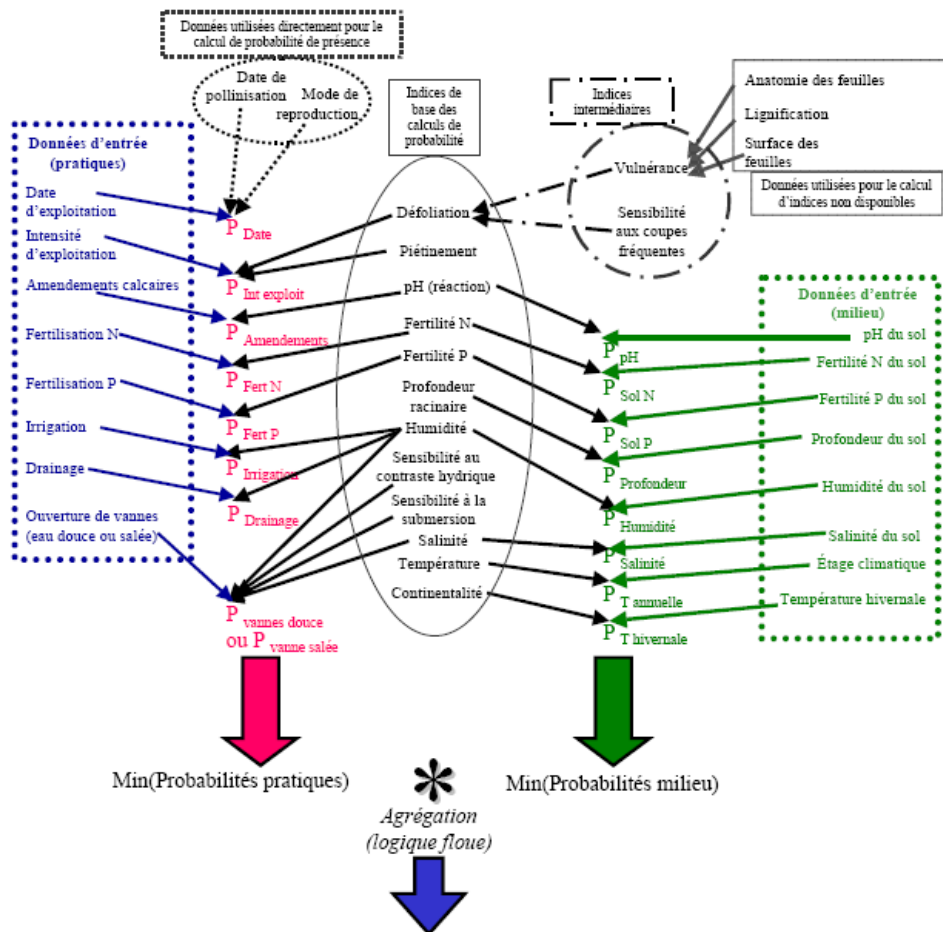 Données utilisées directement pour le
calcul de probabilité de présence
Date de
pollinisation
Mode de
reproduction
Indices de
base des
calculs de
probabilité
Indices
intermédiaires
Anatomie des feuilles
Lignification
Surface des
feuilles
Données utilisées pour le calcul
d'indices non disponibles
Vulnérance
Sensibilité
aux coupes
fréquentes
Données d'entrée
(pratiques)
Date
d'exploitation
Intensité
d'exploitation
Amendements calcaires
Fertilisation N
Fertilisation P
Irrigation
Drainage
Ouverture de vannes
(eau douce ou salée)
P Date
P Int exploit
P Amendements
P Fert N
P Fert P
P Irrigation
P Drainage
P vannes douce
ou P vanne salée
Défoliation
Piétinement
pH (réaction)
Fertilité N
Fertilité P
Profondeur
racinaire
Humidité
Sensibilité au
contraste hydrique
Sensibilité à la
submersion
Salinité
Température
Continentalité
P pH
P Sol N
P Sol P
P Profondeur
P Humidité
P Salinité
P T annuelle
P T hivernale
Données d'entrée
(milieu)
pH du sol
Fertilité N du sol
Fertilité P du sol
Profondeur du sol
Humidité du sol
Salinité du sol
Étage climatique
Température hivernale
Min(Probabilités pratiques)
*
Min(Probabilités milieu)
Agrégation
(logique floue)